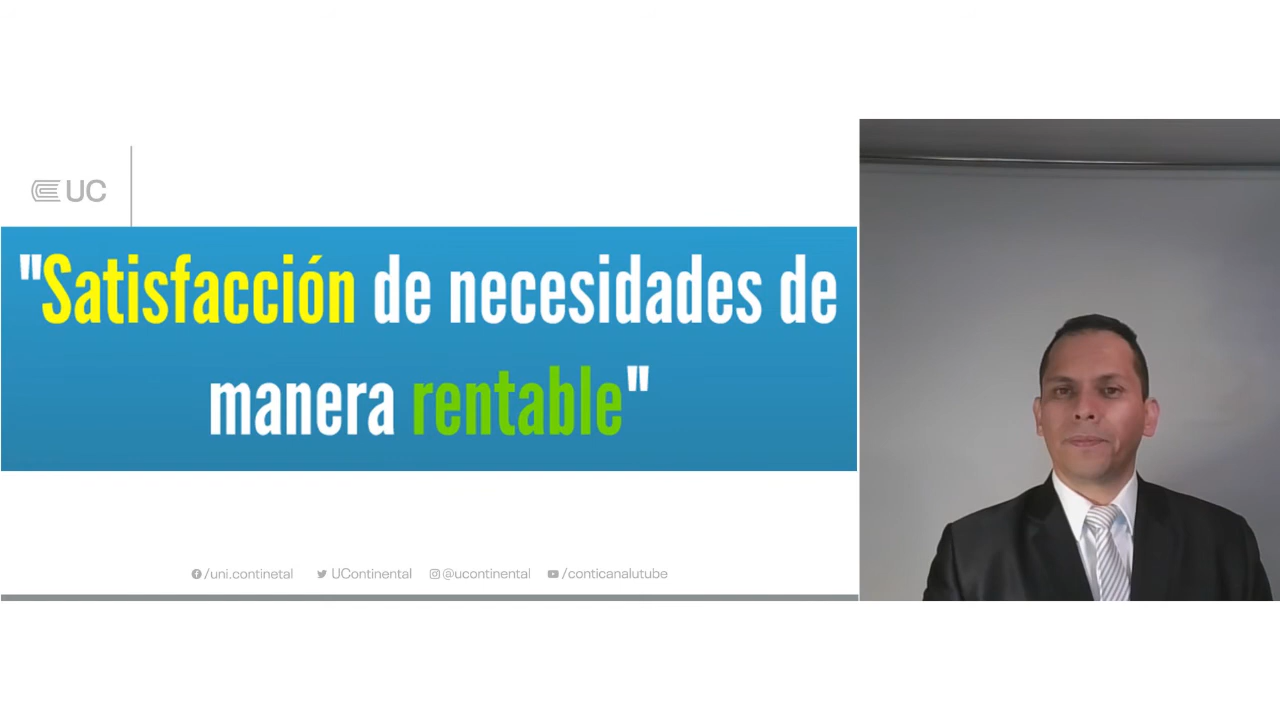 UC
"Satisfacción de necesidades de
manera rentable"
/uni.continetal UContinental @ucontinental /conticanalutube